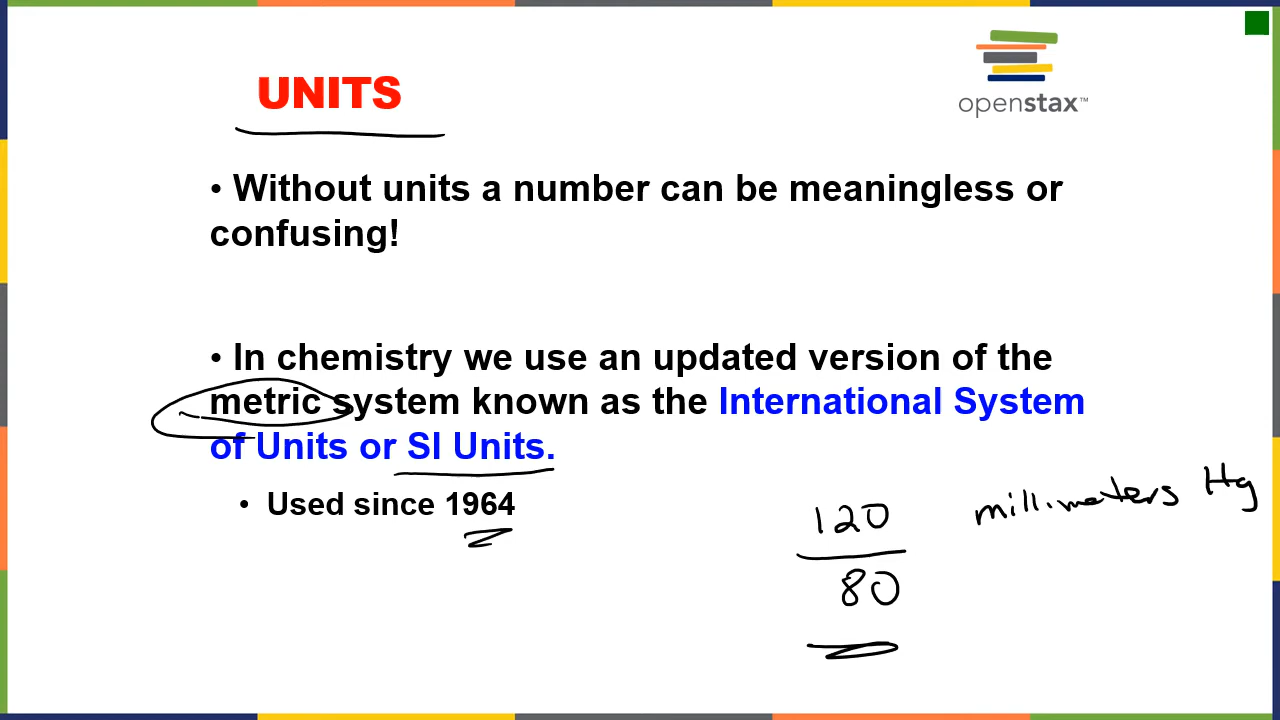 UNITS
openstax™
• Without units a number can be meaningless or
confusing!
• In chemistry we use an updated version of the
metric system known as the International System
of Units or SI Units.
• Used since 1964
120
80
millimeters Hg